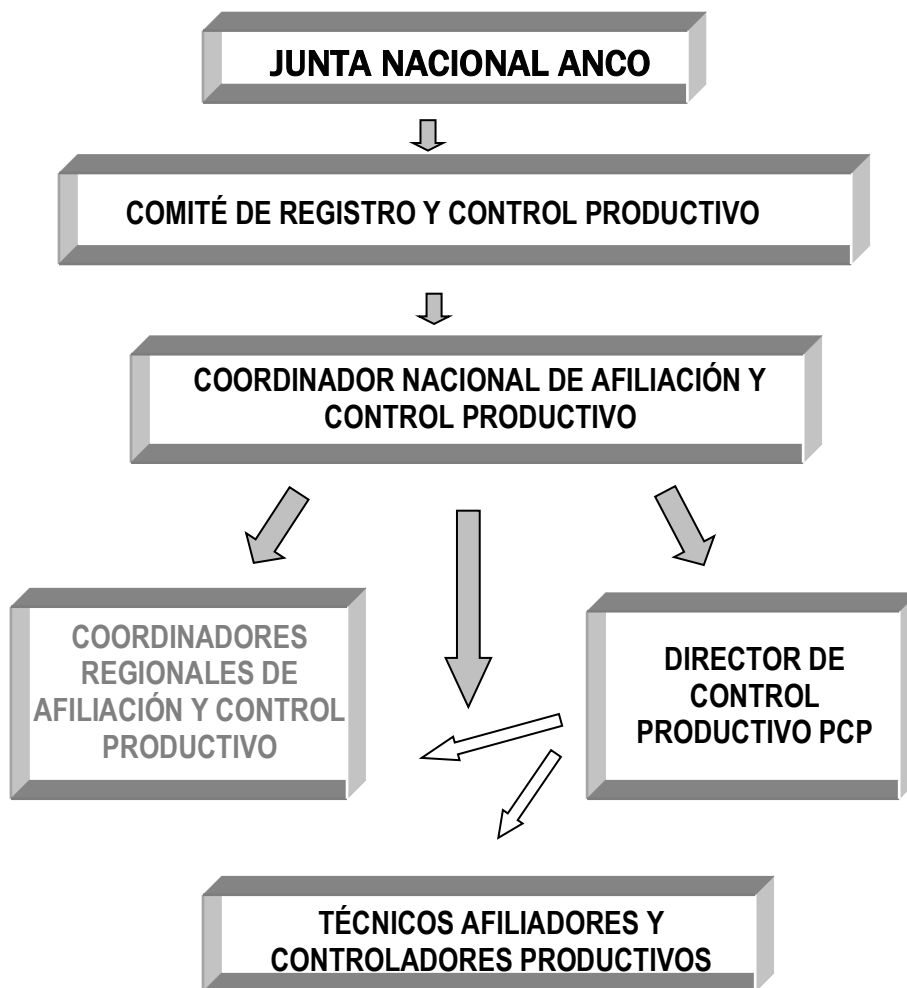 JUNTA NACIONAL ANCO
COMITÉ DE REGISTRO Y CONTROL PRODUCTIVO
COORDINADOR NACIONAL DE AFILIACIÓN Y
CONTROL PRODUCTIVO
COORDINADORES
REGIONALES DE
AFILIACIÓN Y CONTROL
PRODUCTIVO
DIRECTOR DE
CONTROL
PRODUCTIVO PCP
TÉCNICOS AFILIADORES Y
CONTROLADORES PRODUCTIVOS